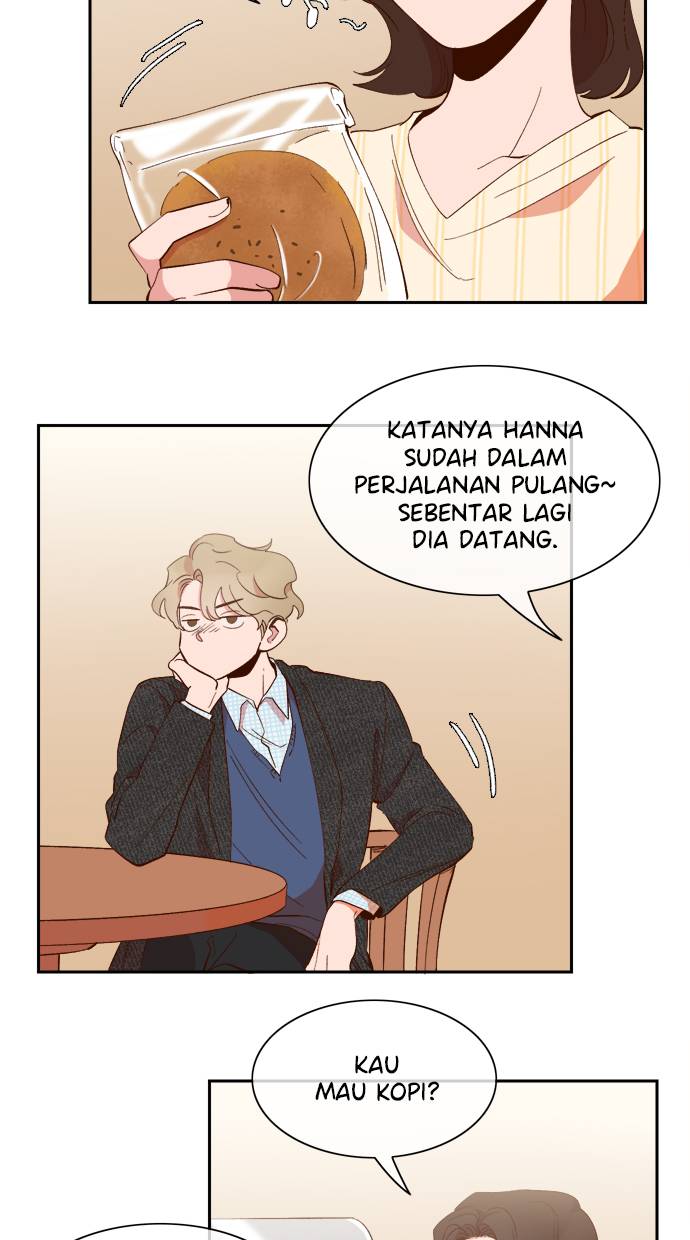 KATANYA HANNA
SUDAH DALAM
PERJALANAN PULANG~
SEBENTAR LAGI
DIA DATANG.
KAU
MAU KOPI?